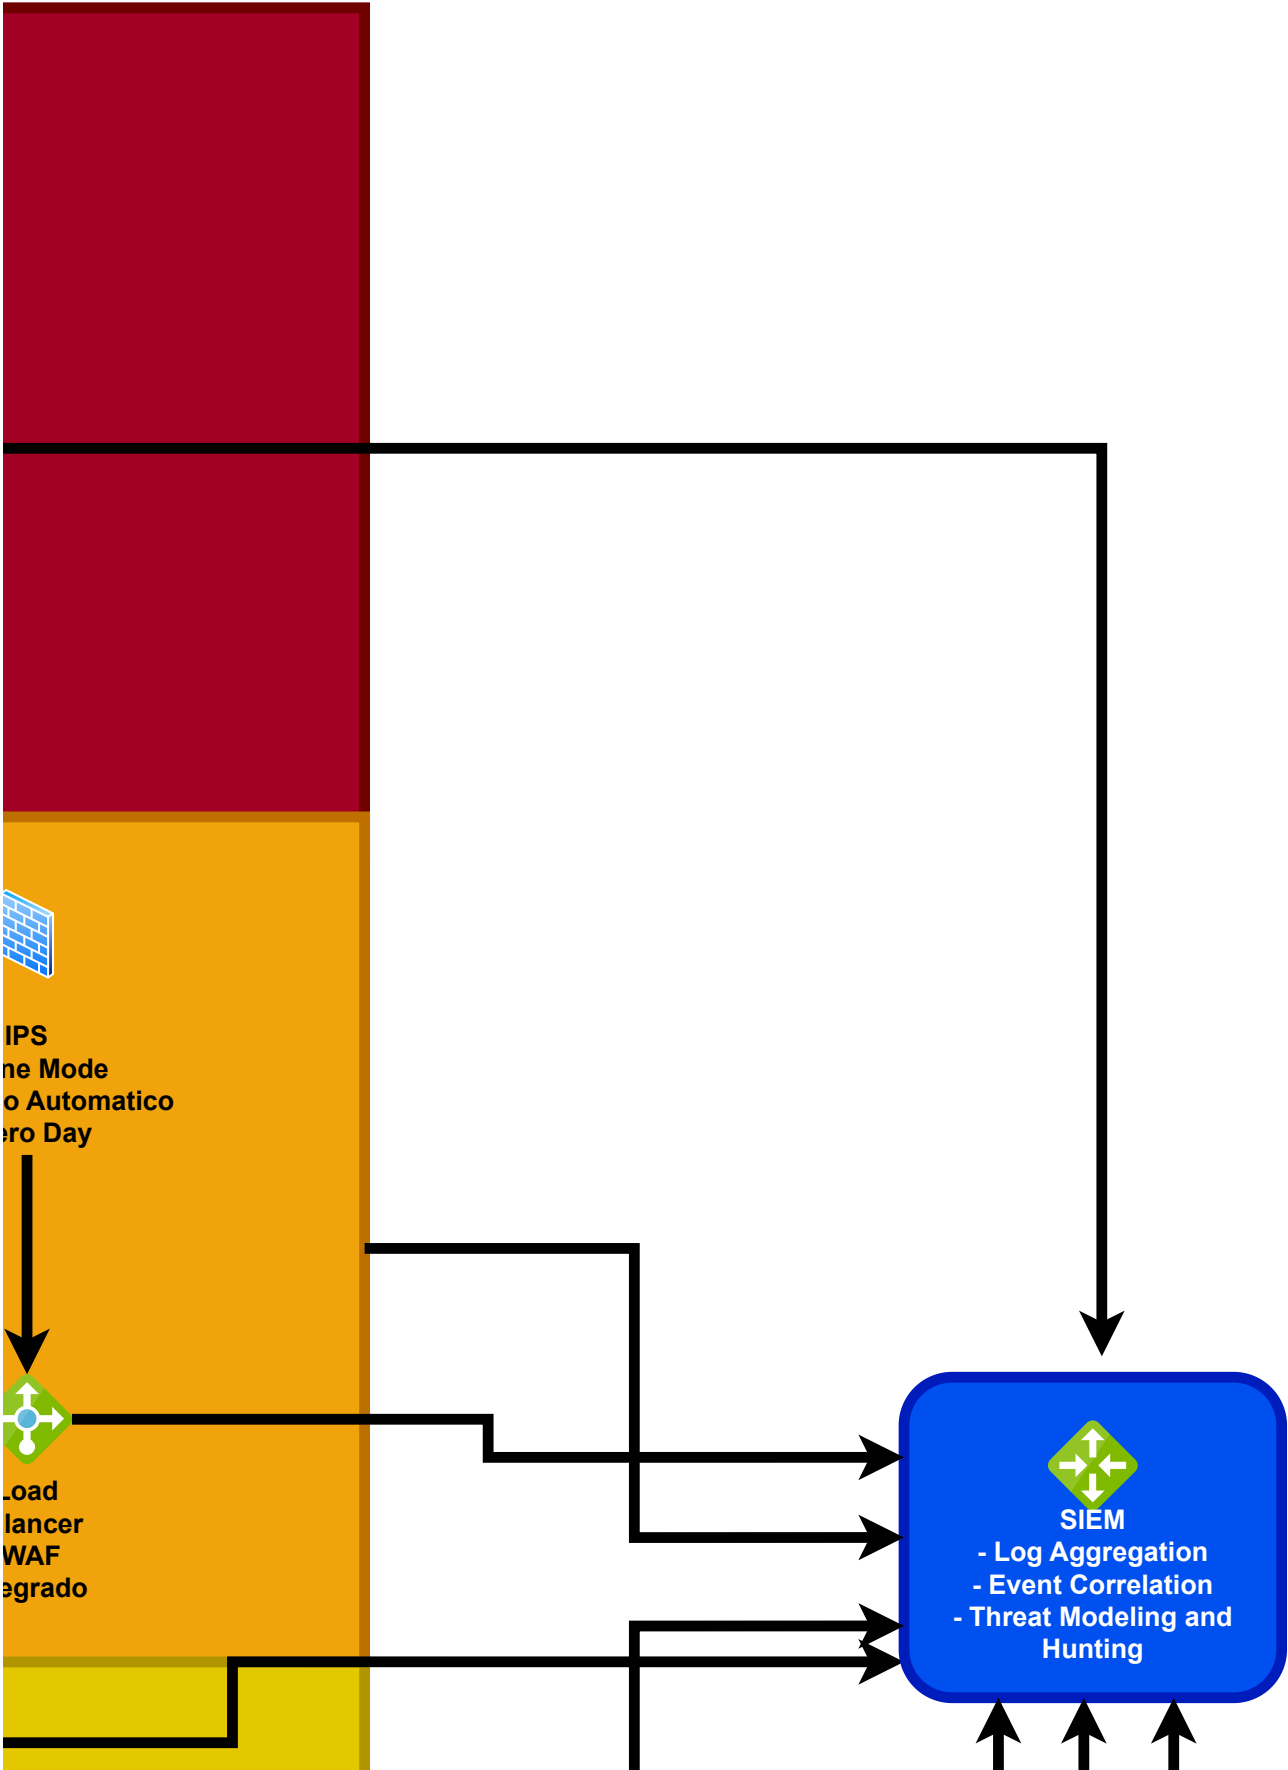 IPS
ne Mode
o Automatico
ero Day
Load
lancer
WAF
egrado
SIEM
- Log Aggregation
- Event Correlation
- Threat Modeling and
Hunting